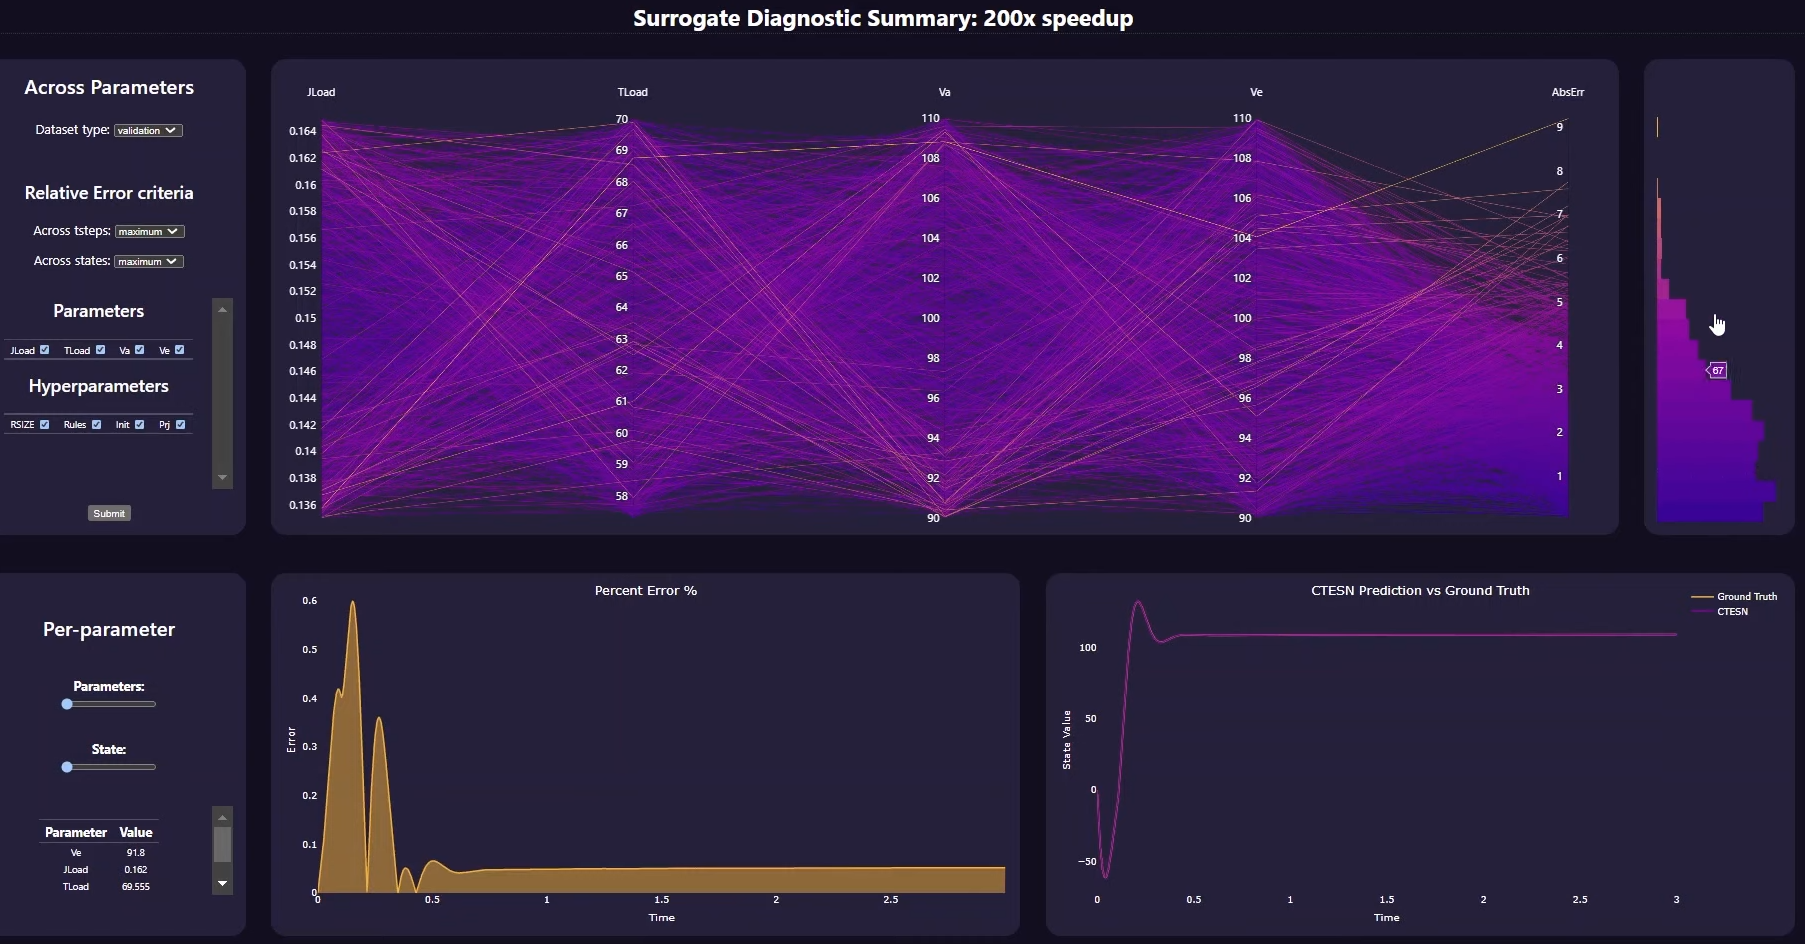 Surrogate Diagnostic Summary: 200x speedup
Across Parameters
Dataset type: validation
Relative Error criteria
Across tsteps: maximum
Across states: maximum
Parameters
JLoad TLoad Va Ve
Hyperparameters
RSIZE Rules Init Prj
Submit
JLoad TLoad Va Ve AbsErr
0.164
0.162
0.16
0.158
0.156
0.154
0.152
0.15
0.148
0.146
0.144
0.142
0.14
0.138
0.136
70
69
68
67
66
65
64
63
62
61
60
59
58
110
108
106
104
102
100
98
96
94
92
90
110
108
106
104
102
100
98
96
94
92
90
9
8
7
6
5
4
3
2
1
67
Per-parameter
Parameters:
State:
Parameter Value
Ve 91.8
JLoad 0.162
TLoad 69.555
Percent Error %
Error
0.6
0.5
0.4
0.3
0.2
0.1
0
0 0.5 1 1.5 2 2.5
Time
CTESN Prediction vs Ground Truth
Ground Truth
CTESN
State Value
100
50
0
−50
0 0.5 1 1.5 2 2.5 3
Time